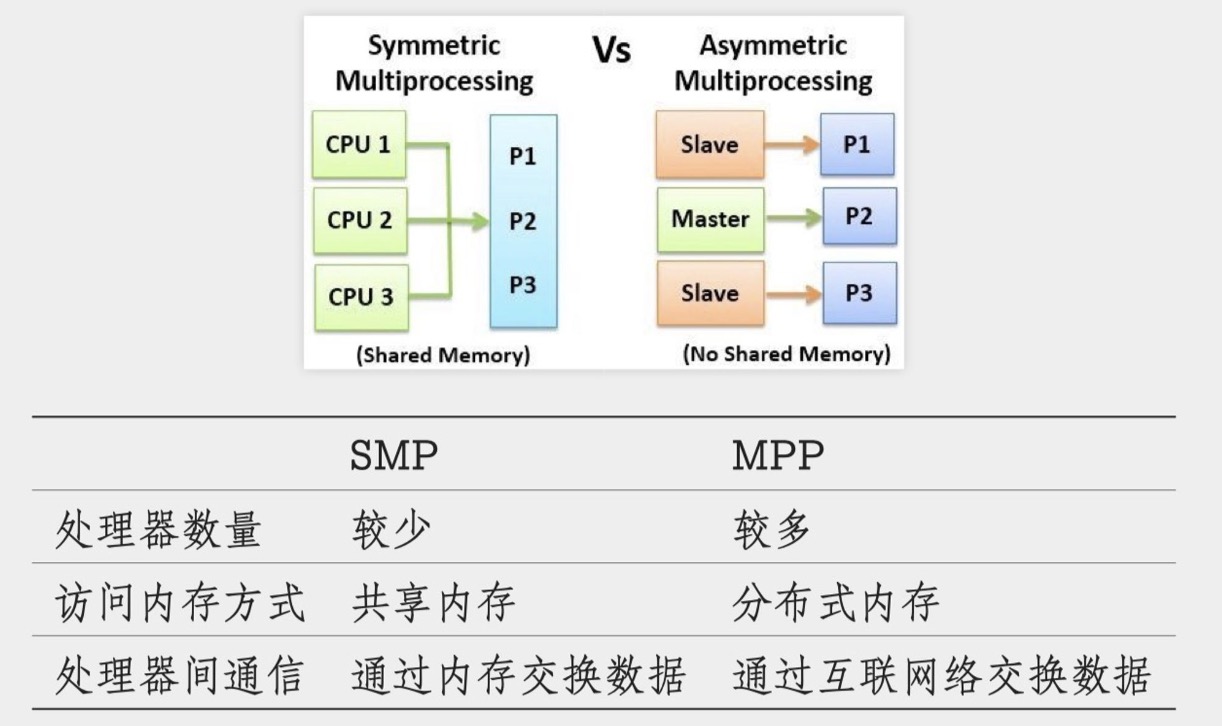 Symmetric Multiprocessing
Vs
Asymmetric Multiprocessing
CPU 1
CPU 2
CPU 3
P1
P2
P3
(Shared Memory)
Slave
P1
Master
P2
Slave
P3
(No Shared Memory)
SMP MPP
处理器数量 较少 较多
访问内存方式 共享内存 分布式内存
处理器间通信 通过内存交换数据 通过互联网络交换数据